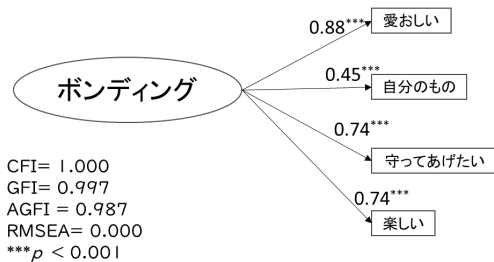 0.88***
愛おしい
0.45***
自分のもの
ボンディング
0.74***
守ってあげたい
0.74***
楽しい
CFI= 1.000
GFI= 0.997
AGFI = 0.987
RMSEA= 0.000
***p < 0.001